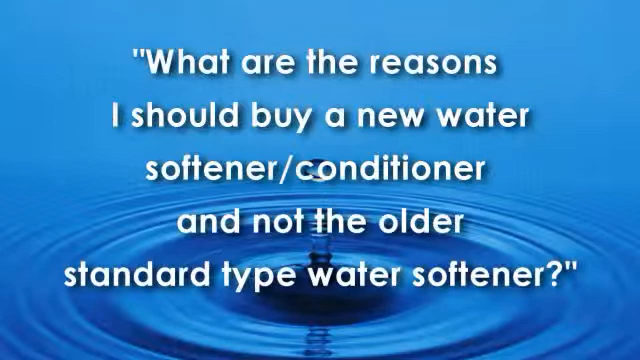 "What are the reasons
I should buy a new water
softener/conditioner
and not the older
standard type water softener?"